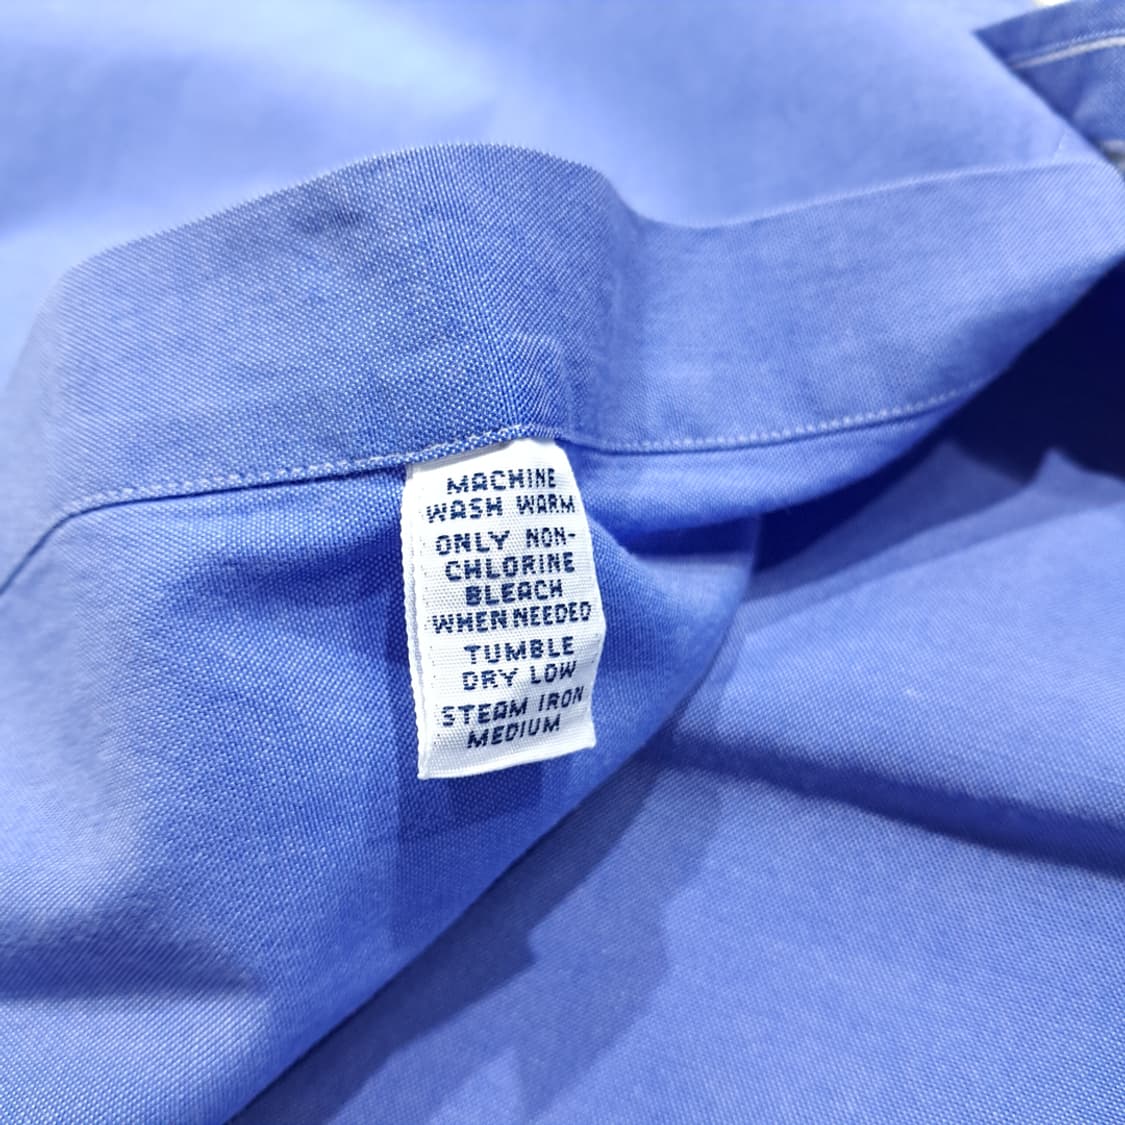 MACHINE
WASH WARM
ONLY NON-
CHLORINE
BLEACH
WHEN NEEDED
TUMBLE
DRY LOW
STEAM IRON
MEDIUM